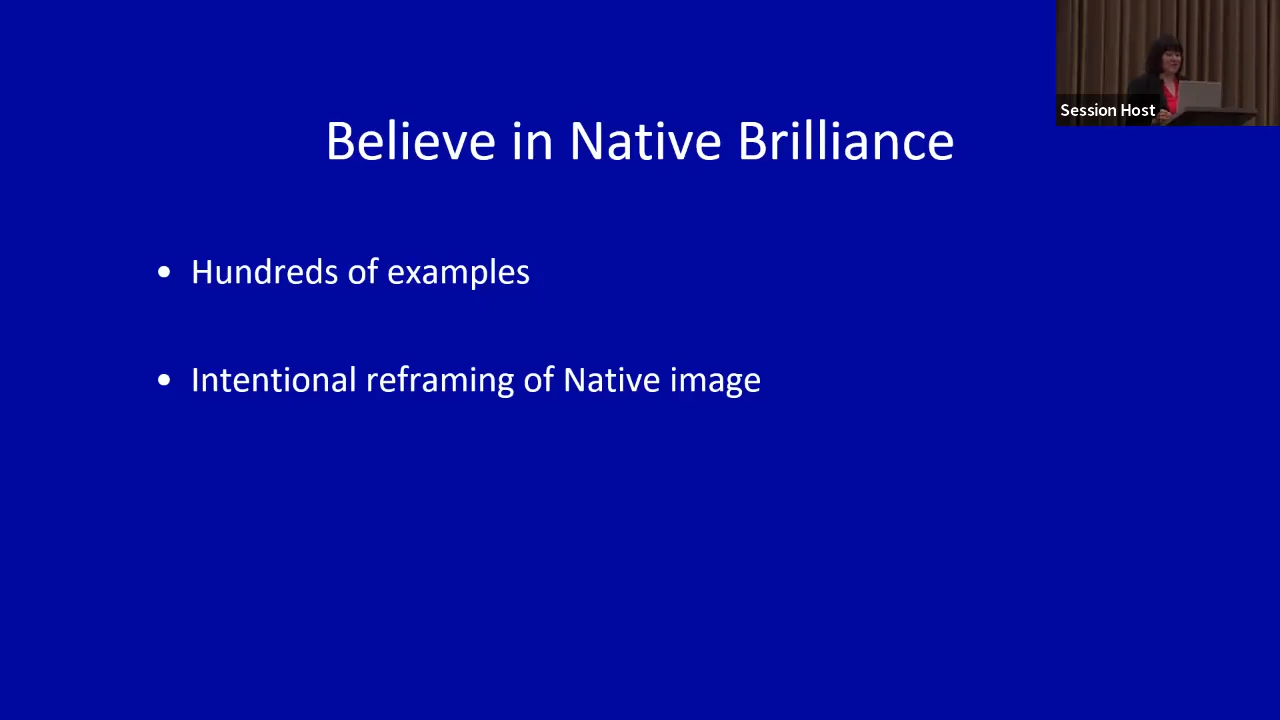 Session Host
Believe in Native Brilliance
• Hundreds of examples
• Intentional reframing of Native image